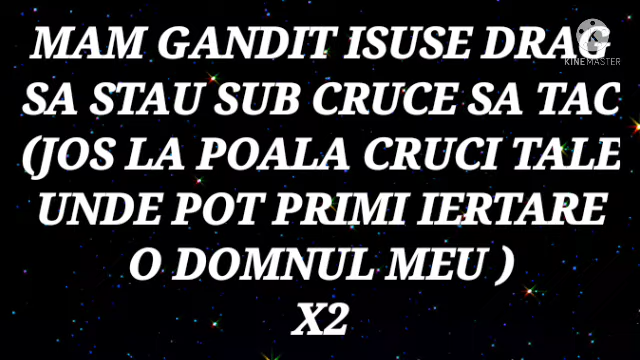 MAM GANDIT ISUSE DRAG
KINEMASTER
SA STAU SUB CRUCE SA TAC
(JOS LA POALA CRUCI TALE
UNDE POT PRIMI IERTARE
O DOMNUL MEU )
X2